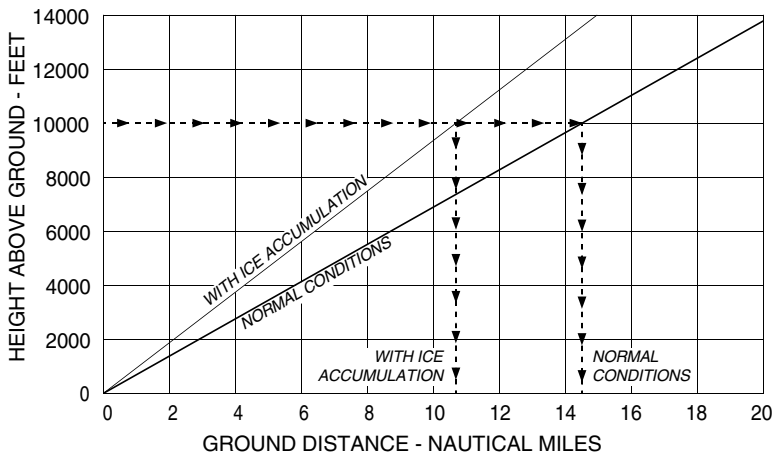 HEIGHT ABOVE GROUND - FEET
14000
12000
10000
8000
6000
4000
2000
0
WITH ICE ACCUMULATION
NORMAL CONDITIONS
WITH ICE
ACCUMULATION
NORMAL
CONDITIONS
0 2 4 6 8 10 12 14 16 18 20
GROUND DISTANCE - NAUTICAL MILES